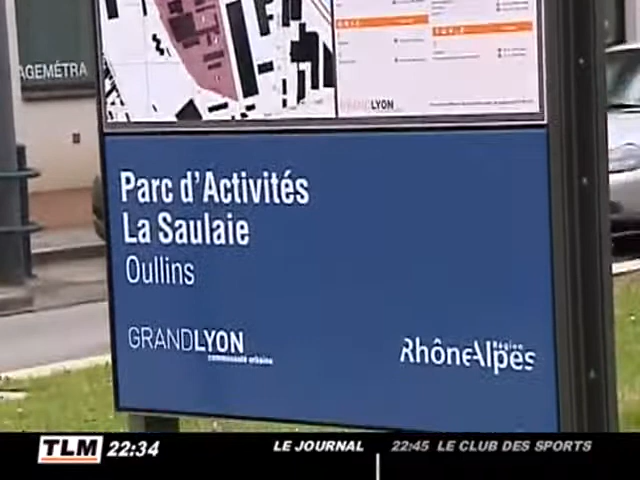 AGEMÉTRA
GRANDLYON
Parc d'Activités
La Saulaie
Oullins
GRANDLYON
communauté urbaine
RhôneAlpes Région
TLM 22:34 LE JOURNAL 22:45 LE CLUB DES SPORTS